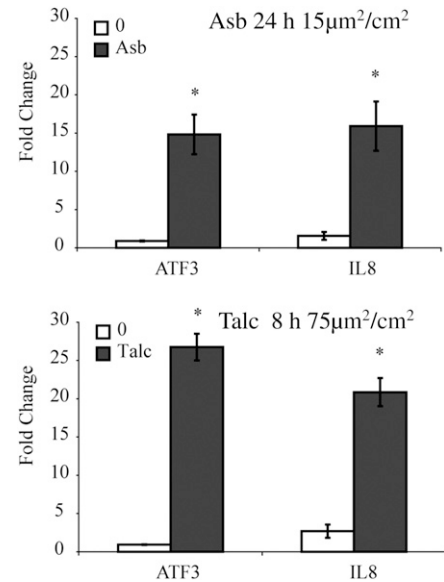 Asb 24 h 15µm²/cm²
0
Asb
Fold Change
30
25
20
15
10
5
0
*
*
ATF3
IL8
Talc 8 h 75µm²/cm²
0
Talc
Fold Change
30
25
20
15
10
5
0
*
*
ATF3
IL8